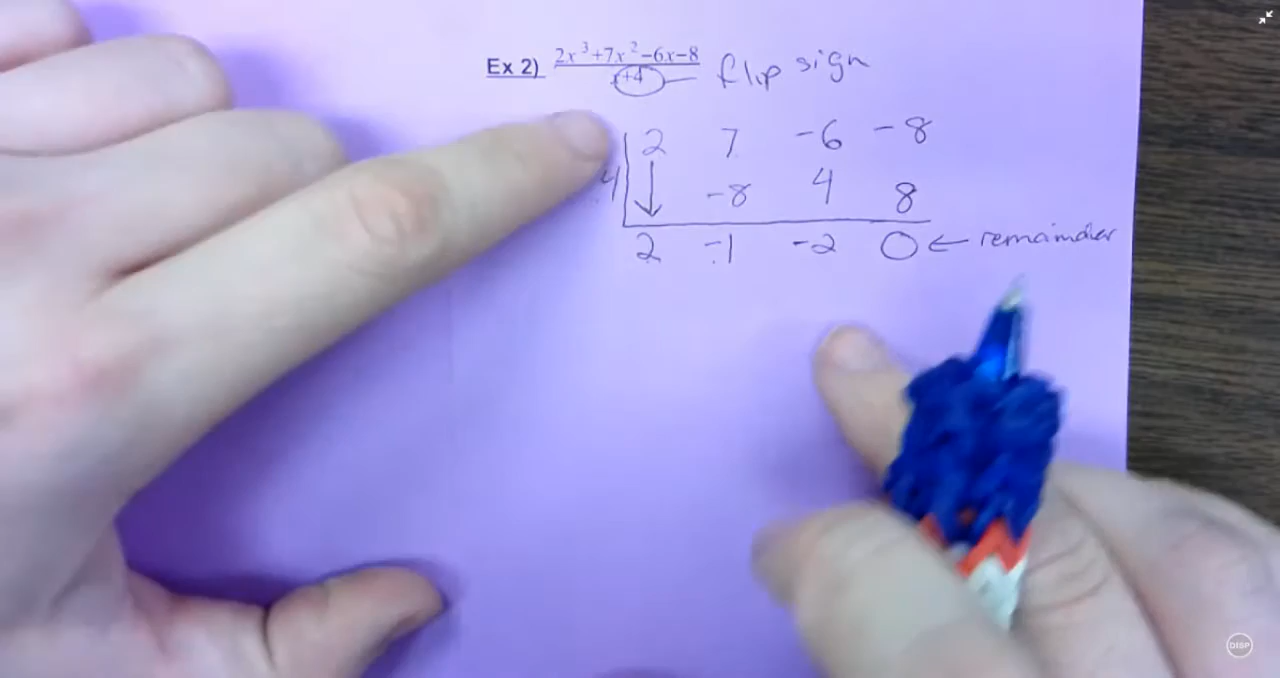 Ex 2) 2x³+7x²-6x-8
x+4 flip sign
2 7 -6 -8
4 -8 4 8
2 -1 -2 0 ← remainder
DISP